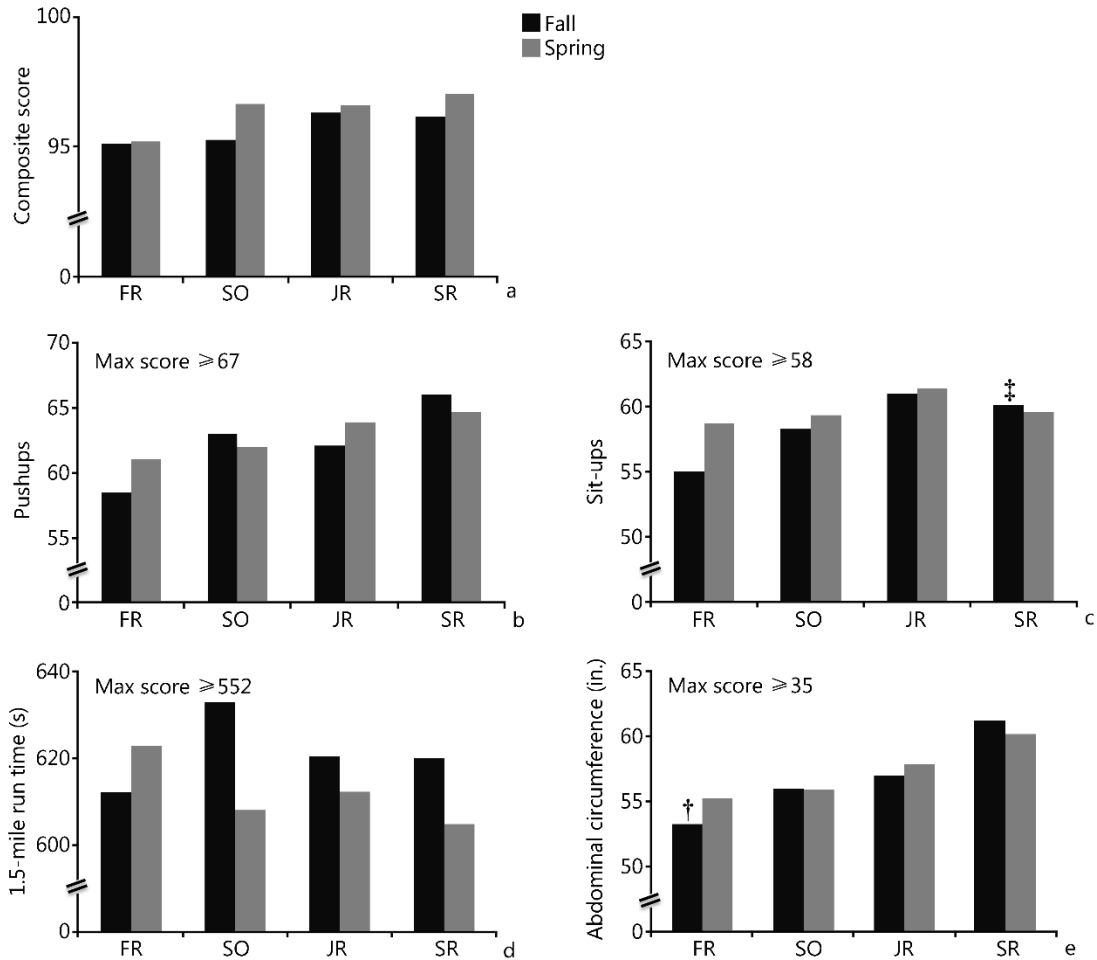 Fall
Spring
Composite score
100
95
0
FR SO JR SR
a
Pushups
Max score ⩾67
70
65
60
55
0
FR SO JR SR
b
Sit-ups
Max score ⩾58
65
60
55
50
0
‡
FR SO JR SR
c
1.5-mile run time (s)
Max score ⩾552
640
620
600
0
FR SO JR SR
d
Abdominal circumference (in.)
Max score ⩾35
65
60
55
50
0
†
FR SO JR SR
e